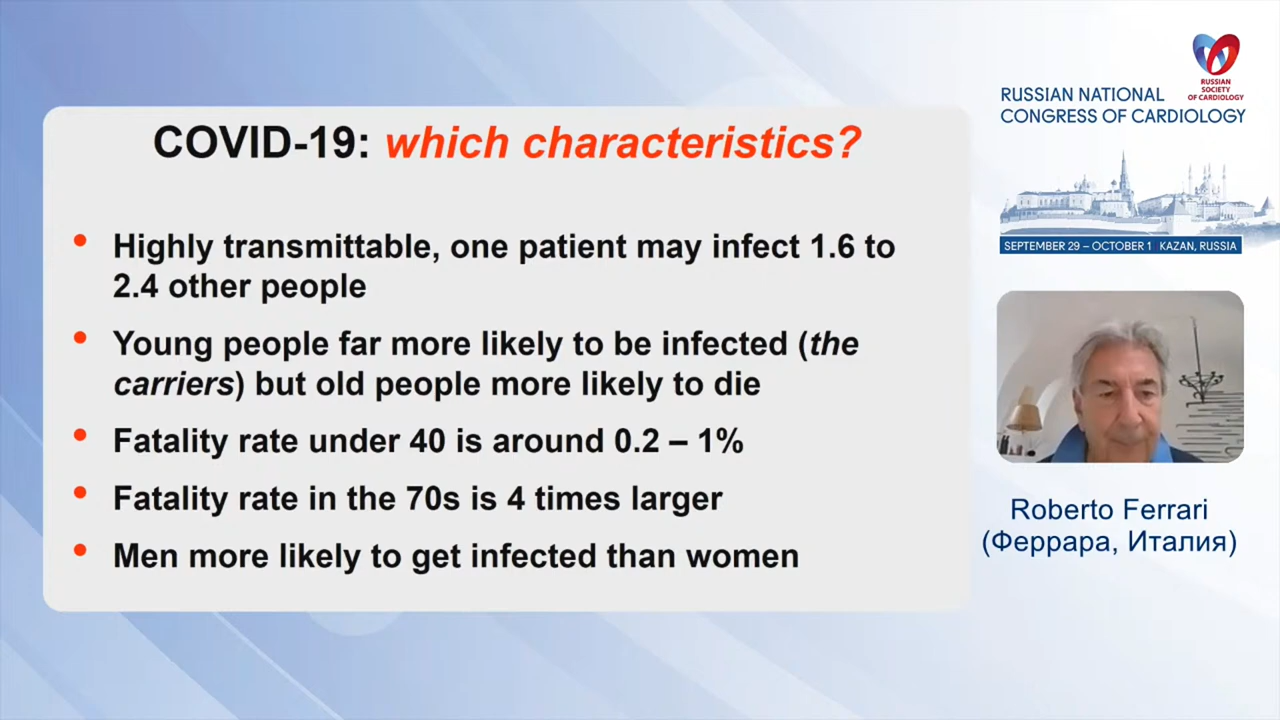 COVID-19: which characteristics?
• Highly transmittable, one patient may infect 1.6 to
2.4 other people
• Young people far more likely to be infected (the
carriers) but old people more likely to die
• Fatality rate under 40 is around 0.2 – 1%
• Fatality rate in the 70s is 4 times larger
• Men more likely to get infected than women
RUSSIAN
SOCIETY
OF CARDIOLOGY
RUSSIAN NATIONAL
CONGRESS OF CARDIOLOGY
SEPTEMBER 29 – OCTOBER 1 KAZAN, RUSSIA
Roberto Ferrari
(Феррара, Италия)